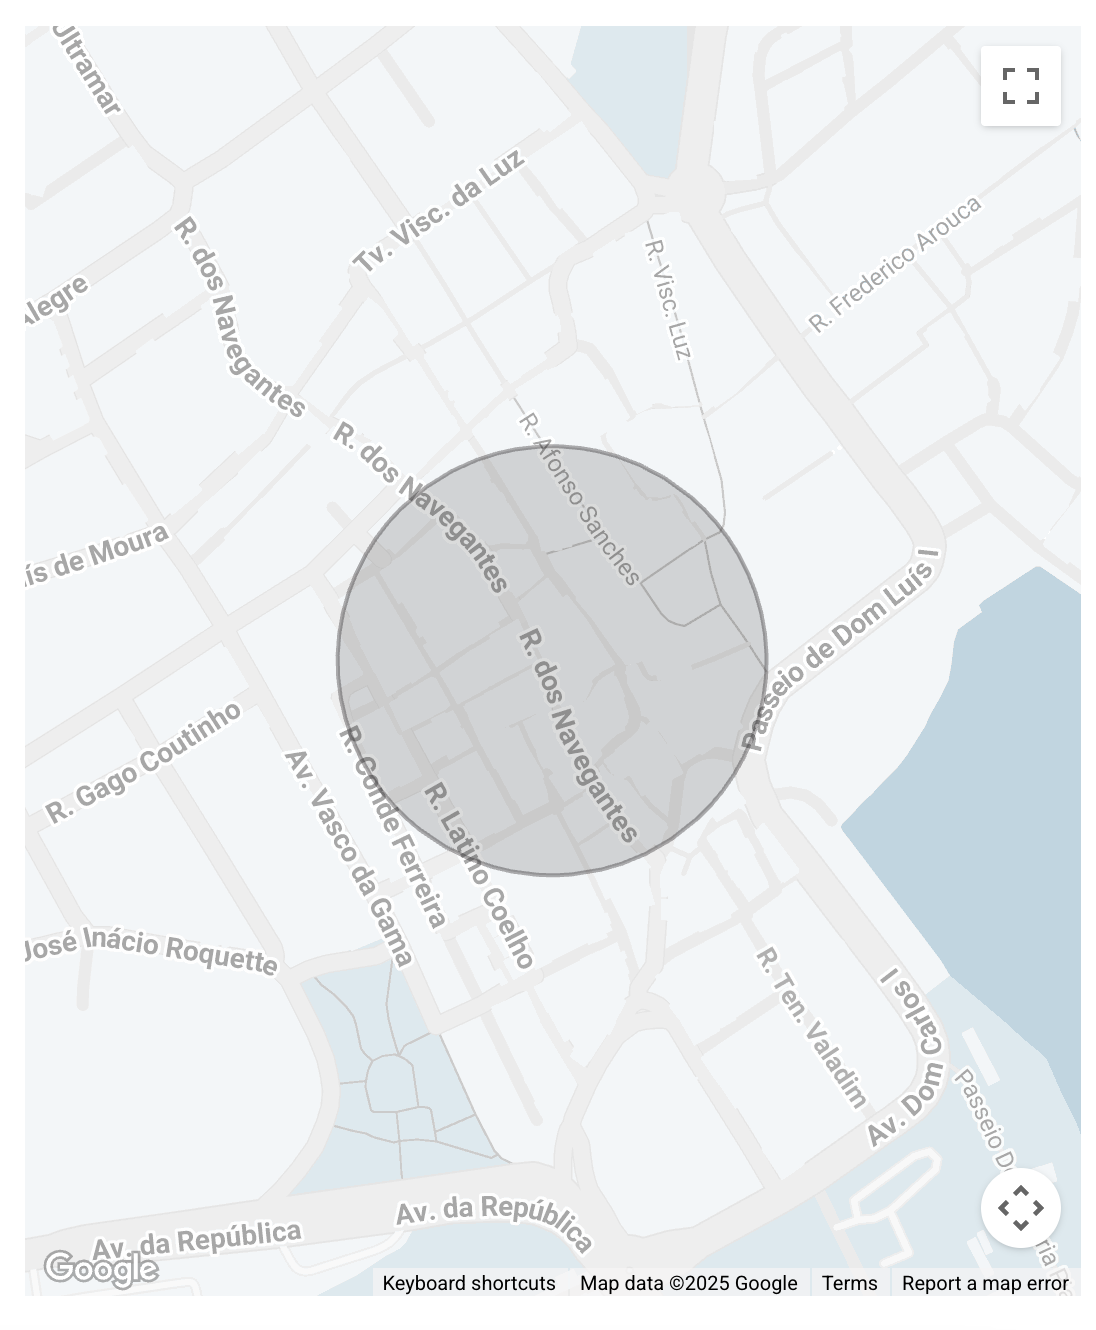 Ultramar
Tv. Visc. da Luz
R. dos Navegantes
Alegre
R. Visc. Luz
R. Frederico Arouca
R. dos Navegantes
R. Afonso Sanches
ís de Moura
Passeio de Dom Luís I
R. dos Navegantes
R. Gago Coutinho
Av. Vasco da Gama
R. Conde Ferreira
R. Latino Coelho
José Inácio Roquette
R. Ten. Valadim
Av. Dom Carlos I
Passeio D
ria
Av. da República
Av. da República
Google
Keyboard shortcuts
Map data ©2025 Google
Terms
Report a map error